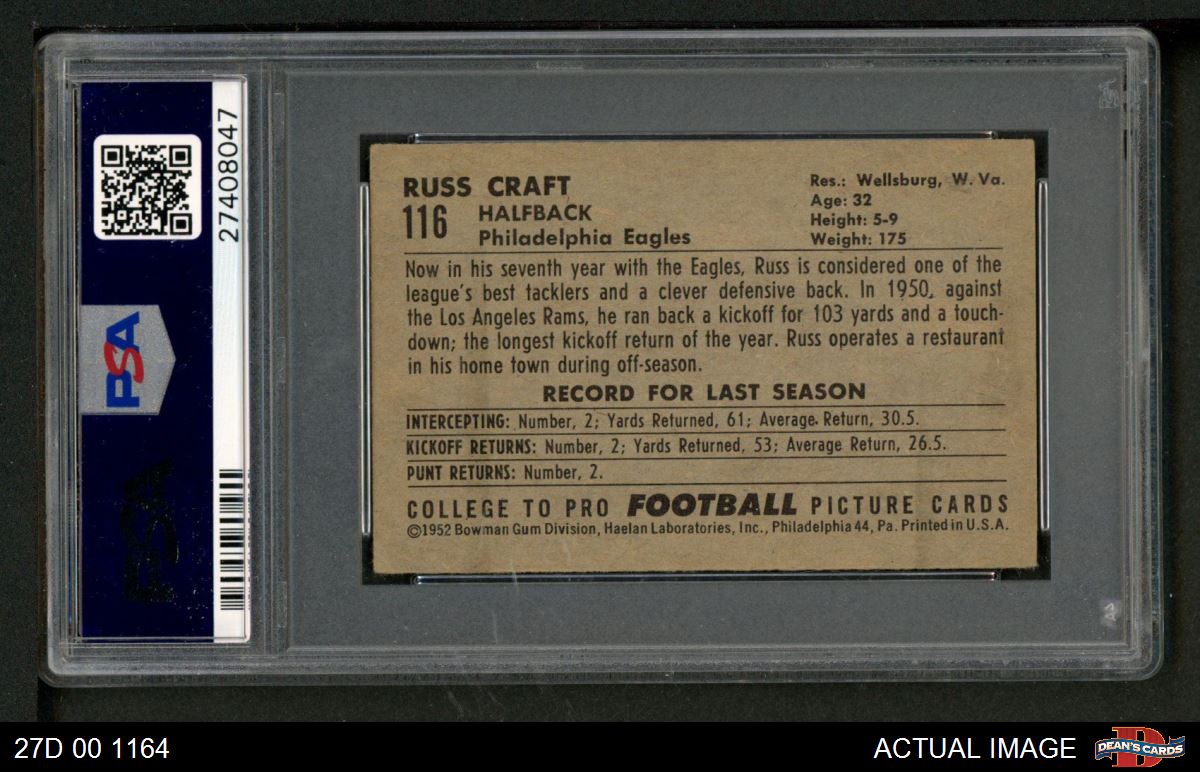 27408047
PSA
PSA
RUSS CRAFT
116 HALFBACK
Philadelphia Eagles
Res.: Wellsburg, W. Va.
Age: 32
Height: 5-9
Weight: 175
Now in his seventh year with the Eagles, Russ is considered one of the
league's best tacklers and a clever defensive back. In 1950, against
the Los Angeles Rams, he ran back a kickoff for 103 yards and a touch-
down; the longest kickoff return of the year. Russ operates a restaurant
in his home town during off-season.
RECORD FOR LAST SEASON
INTERCEPTING: Number, 2; Yards Returned, 61; Average Return, 30.5.
KICKOFF RETURNS: Number, 2; Yards Returned, 53; Average Return, 26.5.
PUNT RETURNS: Number, 2.
COLLEGE TO PRO FOOTBALL PICTURE CARDS
©1952 Bowman Gum Division, Haelan Laboratories, Inc., Philadelphia 44, Pa. Printed in U.S.A.
27D 00 1164
ACTUAL IMAGE
D
DEAN'S CARDS